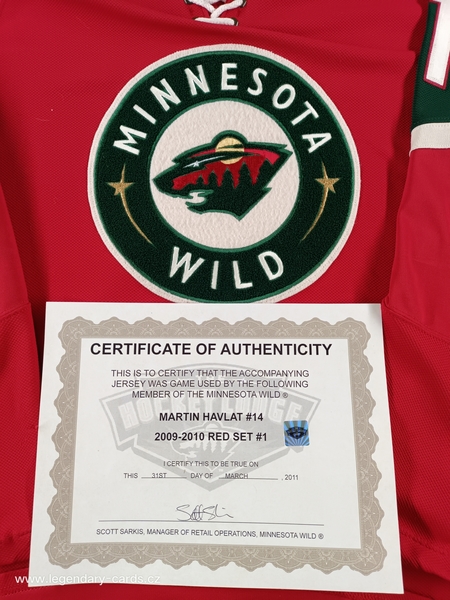 MINNESOTA
WILD
CERTIFICATE OF AUTHENTICITY
THIS IS TO CERTIFY THAT THE ACCOMPANYING
JERSEY WAS GAME USED BY THE FOLLOWING
MEMBER OF THE MINNESOTA WILD ®
MARTIN HAVLAT #14
2009-2010 RED SET #1
I CERTIFY THIS TO BE TRUE ON
THIS 31ST DAY OF MARCH , 2011
SCOTT SARKIS, MANAGER OF RETAIL OPERATIONS, MINNESOTA WILD ®
www.legendary-cards.cz